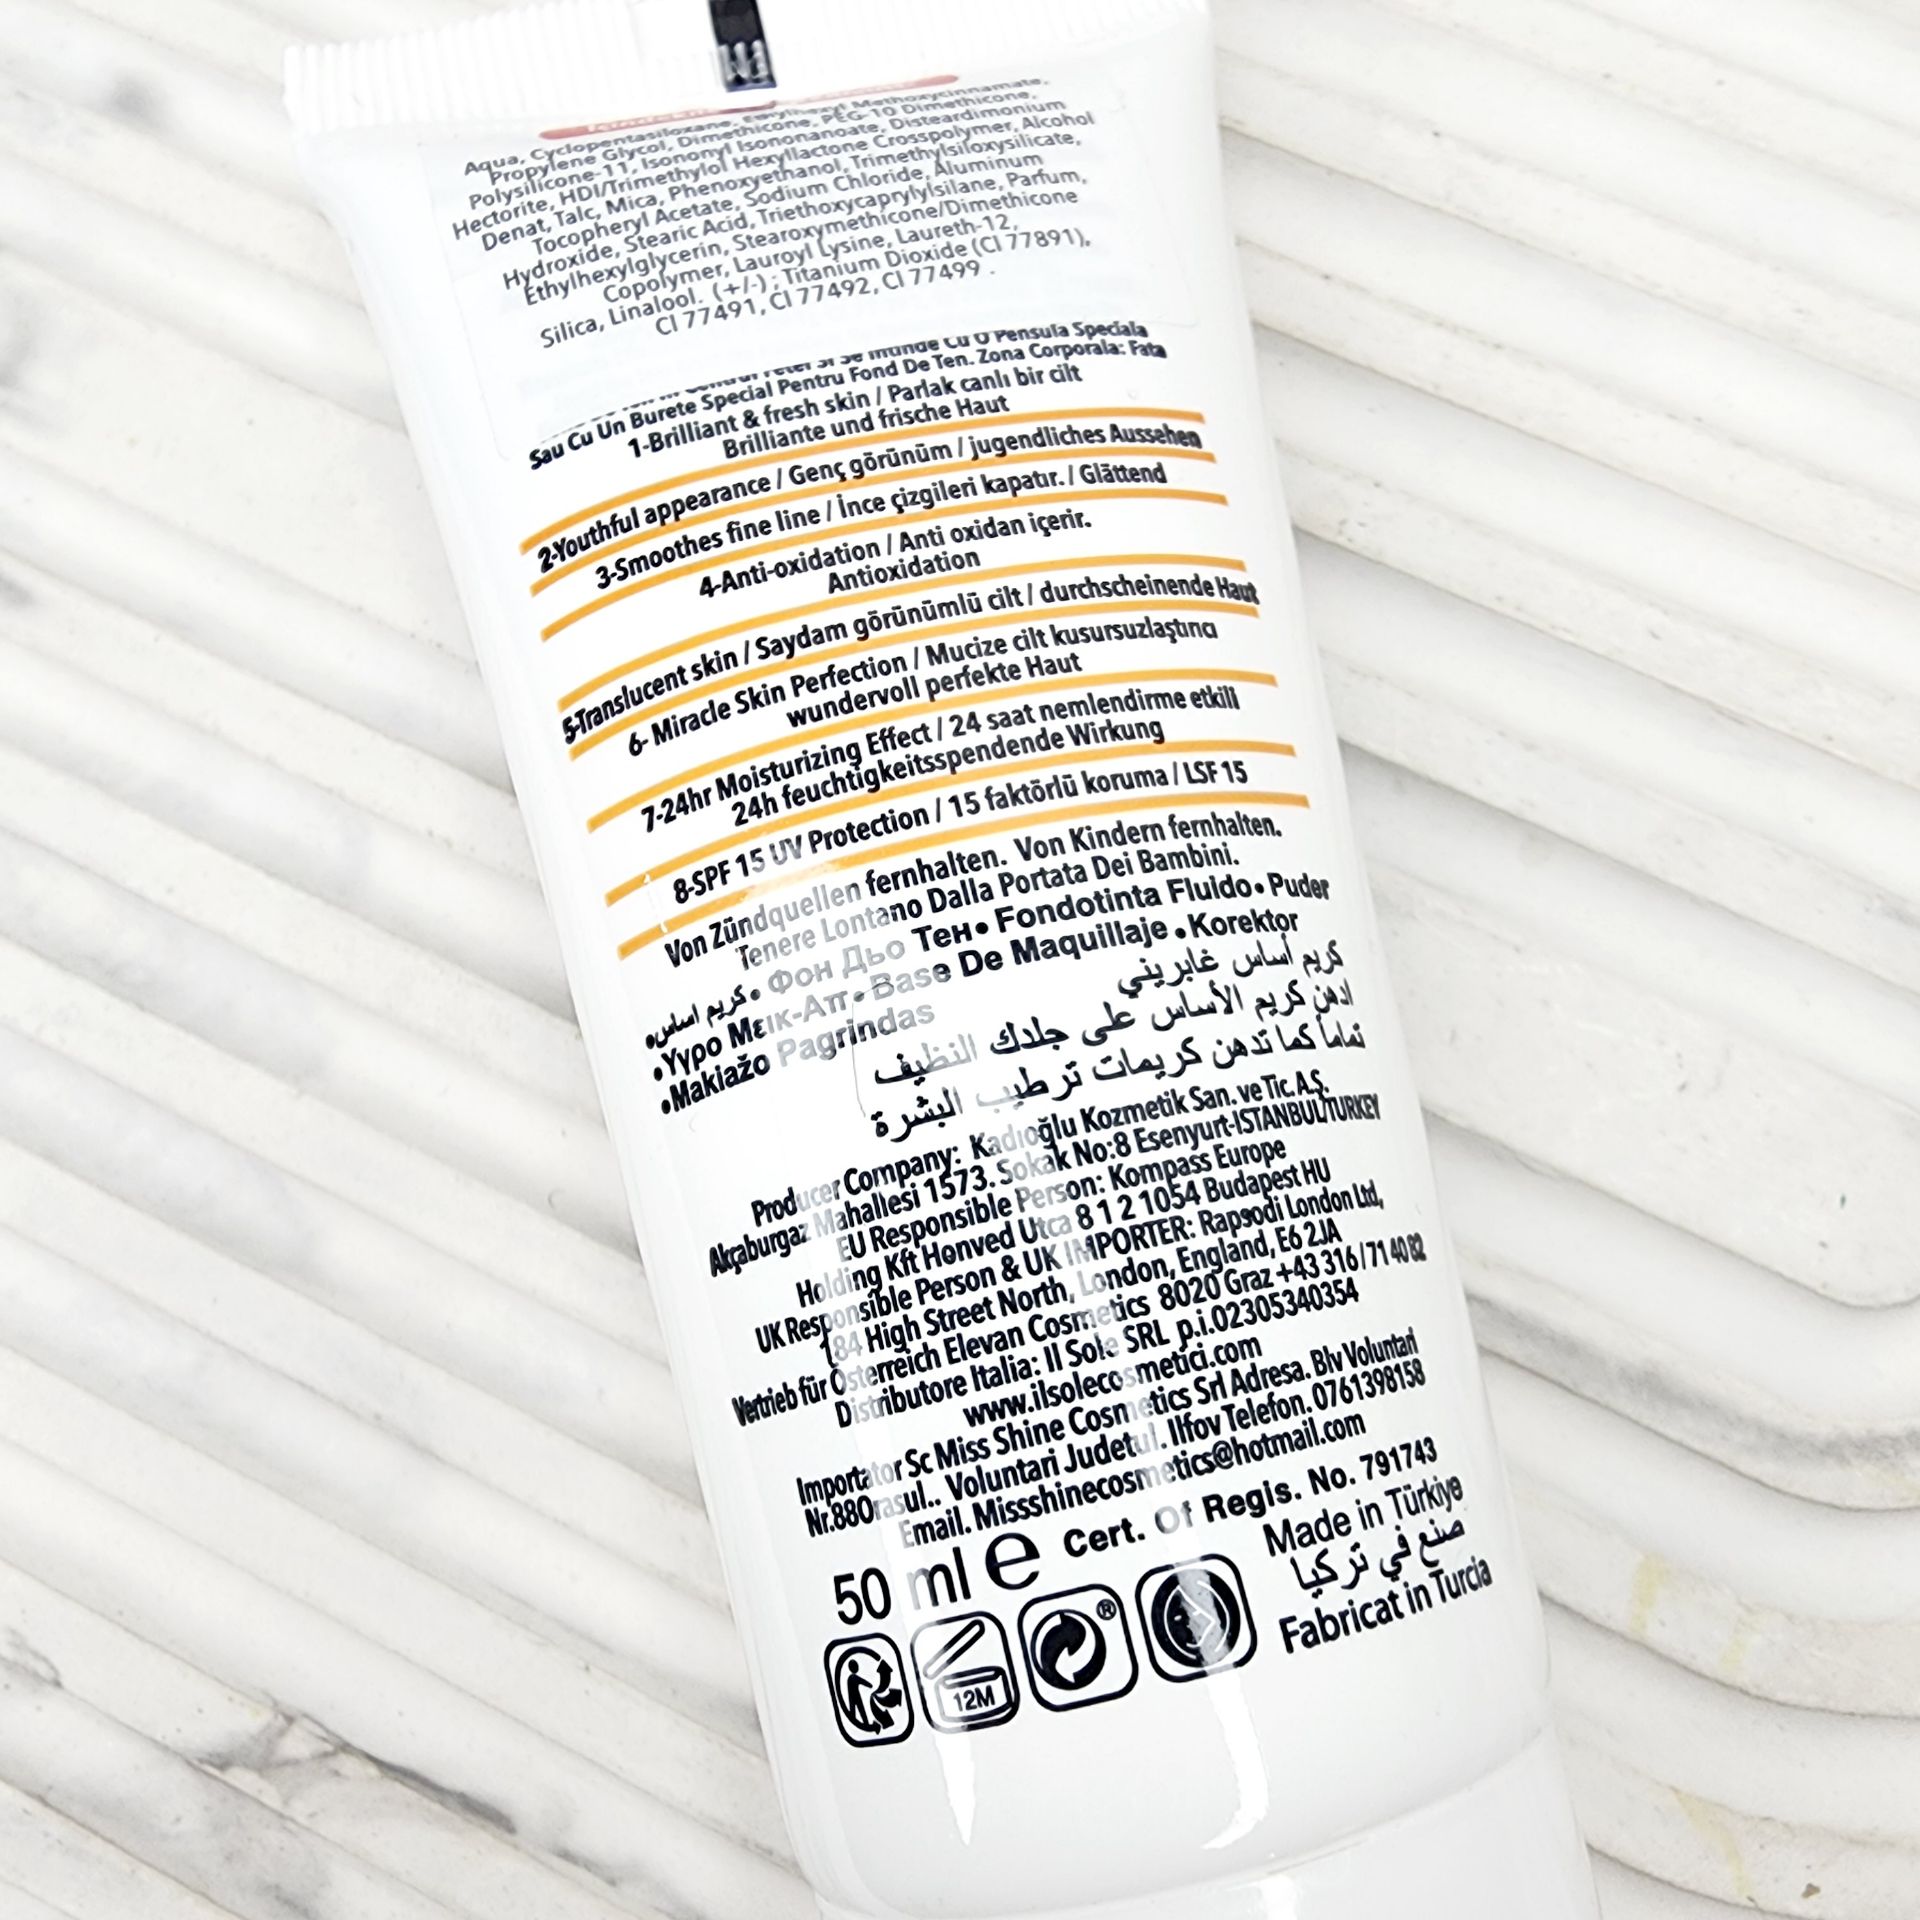 Aqua, Cyclopentasiloxane, Ethylhexyl Methoxycinnamate,
Propylene Glycol, Dimethicone, PEG-10 Dimethicone,
Polysilicone-11, Isononyl Isononanoate, Disteardimonium
Hectorite, HDI/Trimethylol Hexyllactone Crosspolymer, Alcohol
Denat, Talc, Mica, Phenoxyethanol, Trimethylsiloxysilicate,
Tocopheryl Acetate, Sodium Chloride, Aluminum
Hydroxide, Stearic Acid, Triethoxycaprylylsilane, Parfum,
Ethylhexylglycerin, Stearoxymethicone/Dimethicone
Copolymer, Lauroyl Lysine, Laureth-12,
Silica, Linalool. (+/-) ; Titanium Dioxide (CI 77891),
CI 77491, CI 77492, CI 77499 .
Si Se Intinde Cu O Pensula Speciala
Sau Cu Un Burete Special Pentru Fond De Ten. Zona Corporala: Fata
1-Brilliant & fresh skin / Parlak canlı bir cilt
Brilliante und frische Haut
2-Youthful appearance / Genç görünüm / jugendliches Aussehen
3-Smoothes fine line / İnce çizgileri kapatır. / Glättend
4-Anti-oxidation / Anti oxidan içerir.
Antioxidation
5-Translucent skin / Saydam görünümlü cilt / durchscheinende Haut
6- Miracle Skin Perfection / Mucize cilt kusursuzlaştırıcı
wundervoll perfekte Haut
7-24hr Moisturizing Effect / 24 saat nemlendirme etkili
24h feuchtigkeitsspendende Wirkung
8-SPF 15 UV Protection / 15 faktörlü koruma / LSF 15
Von Zündquellen fernhalten. Von Kindern fernhalten.
Tenere Lontano Dalla Portata Dei Bambini.
•كريم اساس• Фон Дьо Тен• Fondotinta Fluido• Puder
•Υγρο Μεικ-Απ• Base De Maquillaje •Korektor
•Makiažo Pagrindas
كريم أساس غابريني
ادهن كريم الأساس على جلدك النظيف
تماماً كما تدهن كريمات ترطيب البشرة
Producer Company: Kadıoğlu Kozmetik San. ve Tic. A.Ş.
Akçaburgaz Mahallesi 1573. Sokak No:8 Esenyurt-ISTANBUL/TURKEY
EU Responsible Person: Kompass Europe
Holding Kft Honved Utca 8 1 2 1054 Budapest HU
UK Responsible Person & UK IMPORTER: Rapsodi London Ltd,
184 High Street North, London, England, E6 2JA
Vertrieb für Österreich Elevan Cosmetics 8020 Graz +43 316 / 71 40 82
Distributore Italia: Il Sole SRL p.i.02305340354
www.ilsolecosmetici.com
Importator Sc Miss Shine Cosmetics Srl Adresa. Blv Voluntari
Nr.88Orasul.. Voluntari Judetul. Ilfov Telefon. 0761398158
Email. Missshinecosmetics@hotmail.com
50 ml e Cert. Of Regis. No. 791743
Made in Türkiye
صنع في تركيا
Fabricat in Turcia
12M
®